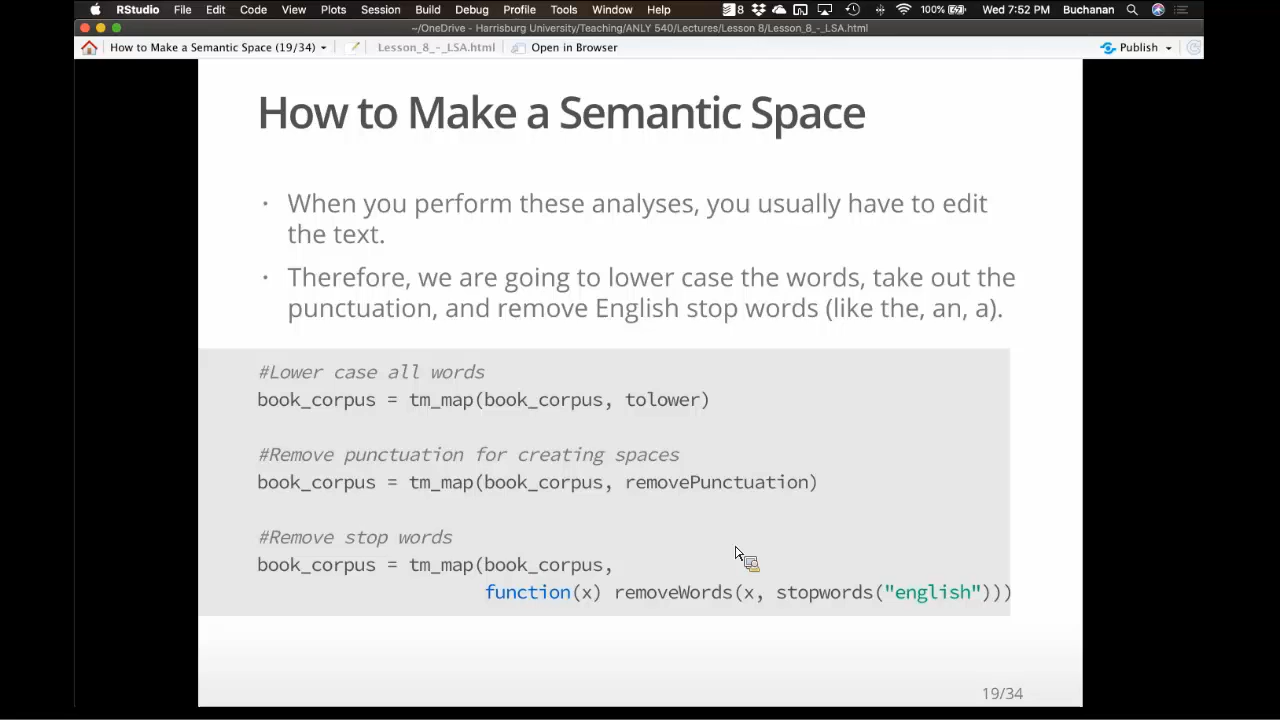 RStudio File Edit Code View Plots Session Build Debug Profile Tools Window Help 8 100% Wed 7:52 PM Buchanan
~/OneDrive - Harrisburg University/Teaching/ANLY 540/Lectures/Lesson 8/Lesson_8_-_LSA.html
How to Make a Semantic Space (19/34) Lesson_8_-_LSA.html Open in Browser Publish
How to Make a Semantic Space
· When you perform these analyses, you usually have to edit
the text.
· Therefore, we are going to lower case the words, take out the
punctuation, and remove English stop words (like the, an, a).
#Lower case all words
book_corpus = tm_map(book_corpus, tolower)
#Remove punctuation for creating spaces
book_corpus = tm_map(book_corpus, removePunctuation)
#Remove stop words
book_corpus = tm_map(book_corpus,
function(x) removeWords(x, stopwords("english")))
19/34